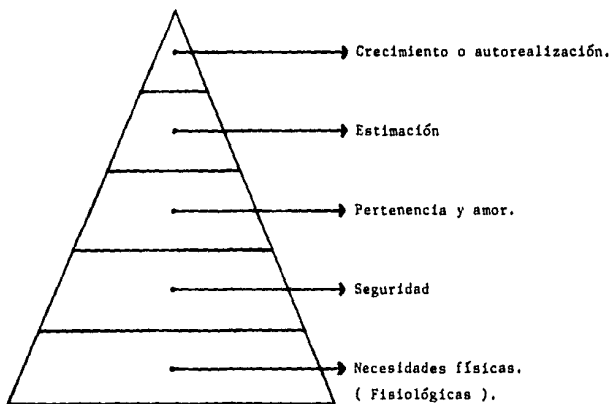 Crecimiento o autorealización.
Estimación
Pertenencia y amor.
Seguridad
Necesidades físicas.
( Fisiológicas ).